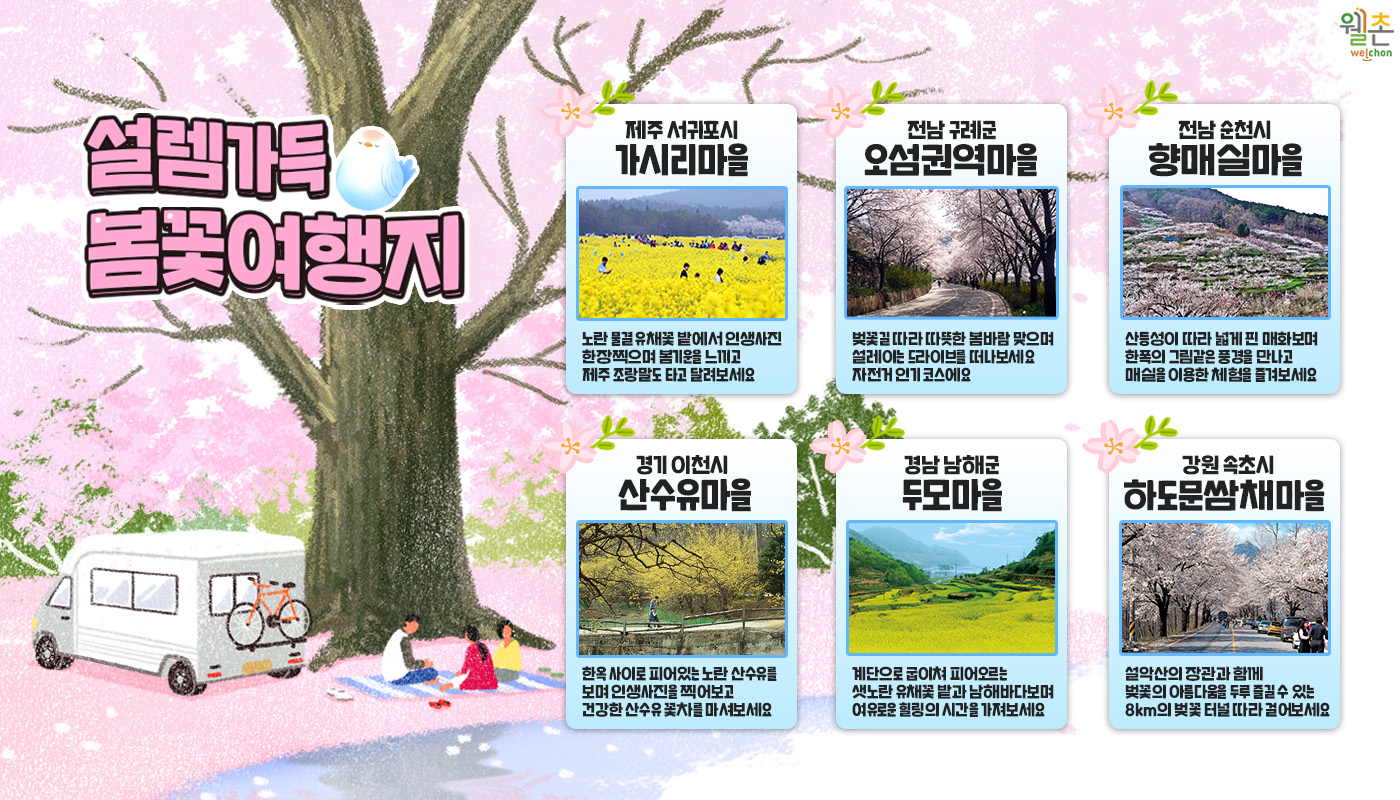 웰촌
welchon
설렘가득
봄꽃여행지
제주 서귀포시
가시리마을
노란 물결 유채꽃 밭에서 인생사진
한장찍으며 봄기운을 느끼고
제주 조랑말도 타고 달려보세요
전남 구례군
오섬권역마을
벚꽃길 따라 따뜻한 봄바람 맞으며
설레이는 드라이브를 떠나보세요
자전거 인기 코스에요
전남 순천시
향매실마을
산등성이 따라 넓게 핀 매화보며
한폭의 그림같은 풍경을 만나고
매실을 이용한 체험을 즐겨보세요
경기 이천시
산수유마을
한옥 사이로 피어있는 노란 산수유를
보며 인생사진을 찍어보고
건강한 산수유 꽃차를 마셔보세요
경남 남해군
두모마을
계단으로 굽이쳐 피어오르는
샛노란 유채꽃 밭과 남해바다보며
여유로운 힐링의 시간을 가져보세요
강원 속초시
하도문쌈채마을
설악산의 장관과 함께
벚꽃의 아름다움을 두루 즐길 수 있는
8km의 벚꽃 터널 따라 걸어보세요